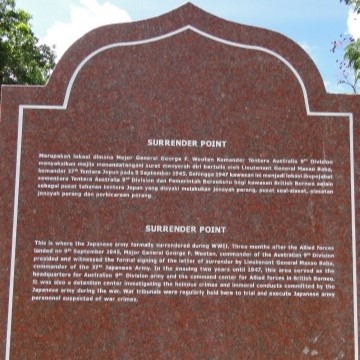 SURRENDER POINT
Merupakan lokasi dimana Major General George F. Wooten Komander Tentera Australia 9th Division
menyaksikan majlis menandatangani surat menyerah diri bertulis oleh Lieutenant General Masao Baba,
komander 37th Tentera Jepun pada 9 September 1945. Sehingga 1947 kawasan ini menjadi lokasi ibupejabat
sementara Tentera Australia 9th Division dan Pemerintah Bersekutu bagi kawasan British Borneo selain
sebagai pusat tahanan tentera Jepun yang disyaki melakukan jenayah perang, pusat soal-siasat, siasatan
jenayah perang dan perbicaraan perang.
SURRENDER POINT
This is where the Japanese army formally surrendered during WWII. Three months after the Allied forces
landed on 9th September 1945, Major General George F. Wooten, commander of the Australian 9th Division
presided and witnessed the formal signing of the letter of surrender by Lieutenant General Masao Baba,
commander of the 37th Japanese Army. In the ensuing two years until 1947, this area served as the
headquarters for Australian 9th Division army and the command center for Allied forces in British Borneo.
It was also a detention center investigating the heinous crimes and immoral conducts committed by the
Japanese army during the war. War tribunals were regularly held here to trial and execute Japanese army
personnel suspected of war crimes.